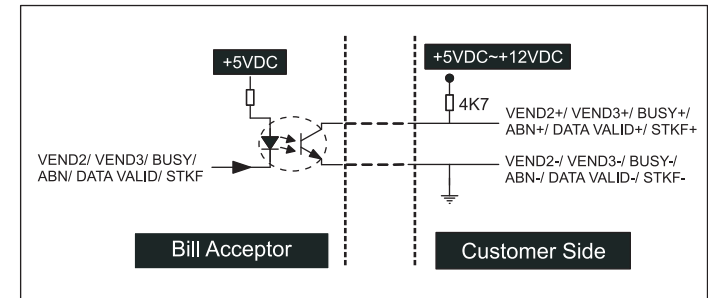 +5VDC
+5VDC~+12VDC
4K7
VEND2+/ VEND3+/ BUSY+/
ABN+/ DATA VALID+/ STKF+
VEND2/ VEND3/ BUSY/
ABN/ DATA VALID/ STKF
VEND2-/ VEND3-/ BUSY-/
ABN-/ DATA VALID-/ STKF-
Bill Acceptor
Customer Side